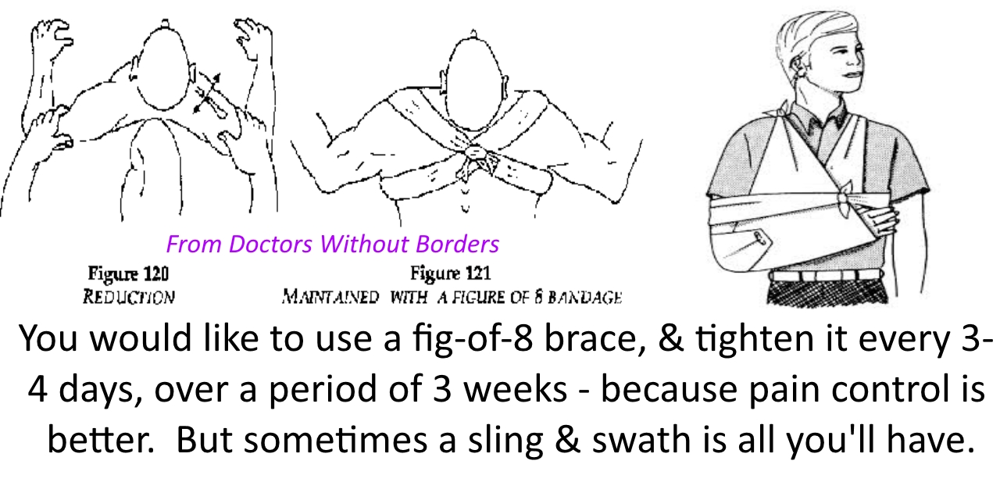 From Doctors Without Borders
Figure 120
REDUCTION
Figure 121
MAINTAINED WITH A FIGURE OF 8 BANDAGE
You would like to use a fig-of-8 brace, & tighten it every 3-
4 days, over a period of 3 weeks - because pain control is
better. But sometimes a sling & swath is all you'll have.